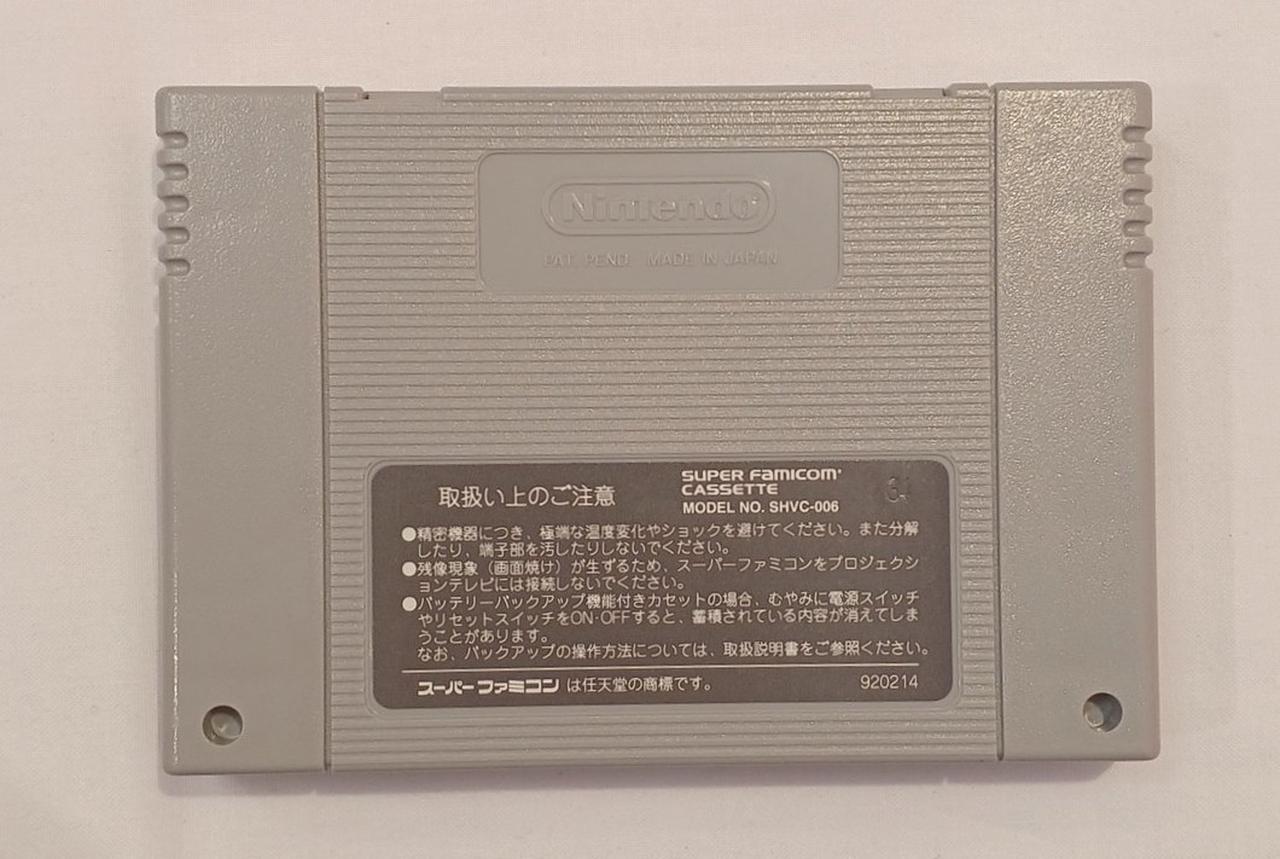 Nintendo
PAT. PEND. MADE IN JAPAN
取扱い上のご注意
SUPER FAMICOM
CASSETTE
MODEL NO. SHVC-006
●精密機器につき、極端な温度変化やショックを避けてください。また分解
したり、端子部を汚したりしないでください。
●残像現象（画面焼け）が生ずるため、スーパーファミコンをプロジェクシ
ョンテレビには接続しないでください。
●バッテリーバックアップ機能付きカセットの場合、むやみに電源スイッチ
やリセットスイッチをON·OFFすると、蓄積されている内容が消えてしま
うことがあります。
なお、バックアップの操作方法については、取扱説明書をご参照ください。
スーパーファミコンは任天堂の商標です。
920214